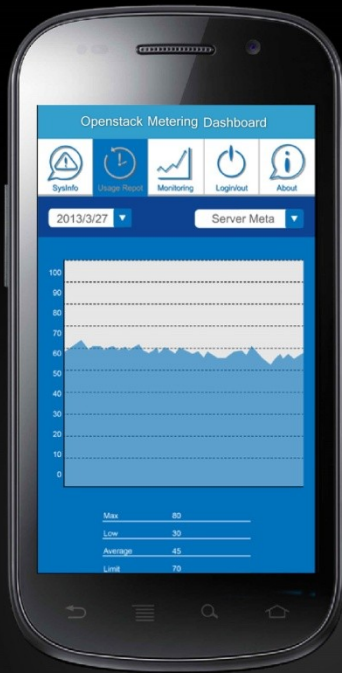 Openstack Metering Dashboard
SysInfo Usage Repot Monitoring Login/out About
2013/3/27 Server Meta
100
90
80
70
60
50
40
30
20
10
0
Max 80
Low 30
Average 45
Limit 70